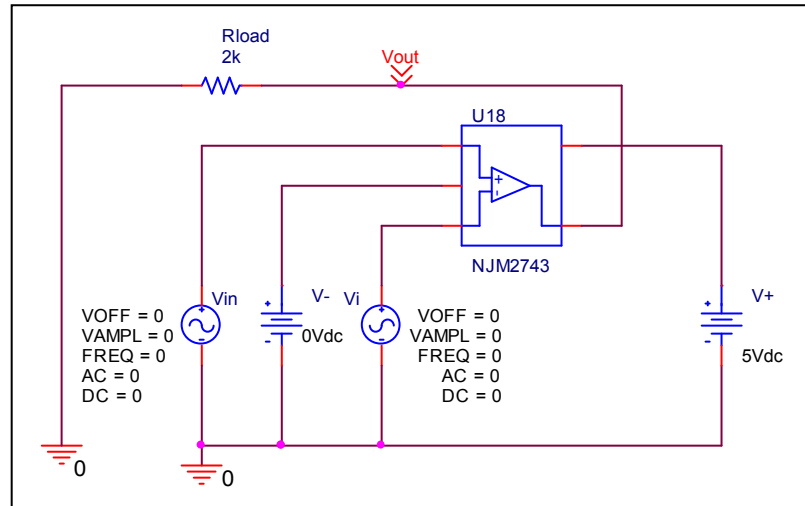 Rload
2k
Vout
U18
+
-
NJM2743
Vin
VOFF = 0
VAMPL = 0
FREQ = 0
AC = 0
DC = 0
V-
0Vdc
Vi
VOFF = 0
VAMPL = 0
FREQ = 0
AC = 0
DC = 0
V+
5Vdc
0
0